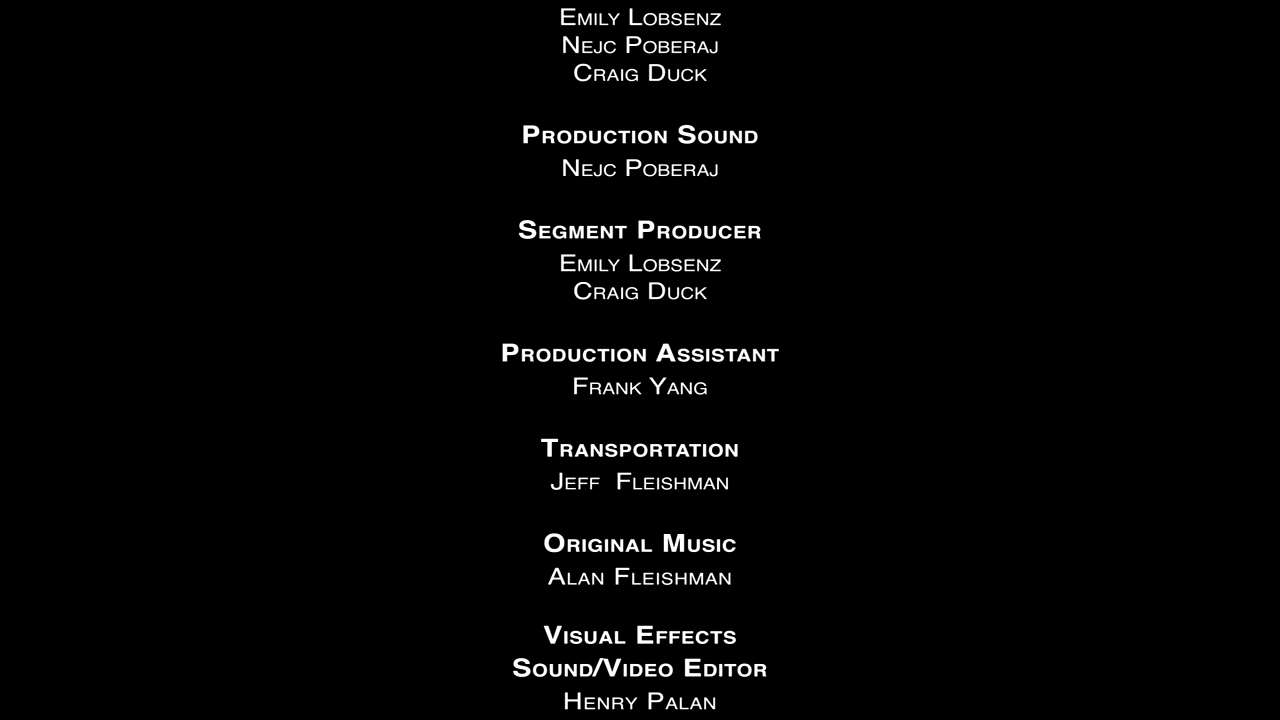 Emily Lobsenz
Nejc Poberaj
Craig Duck
Production Sound
Nejc Poberaj
Segment Producer
Emily Lobsenz
Craig Duck
Production Assistant
Frank Yang
Transportation
Jeff  Fleishman
Original Music
Alan Fleishman
Visual Effects
Sound/Video Editor
Henry Palan